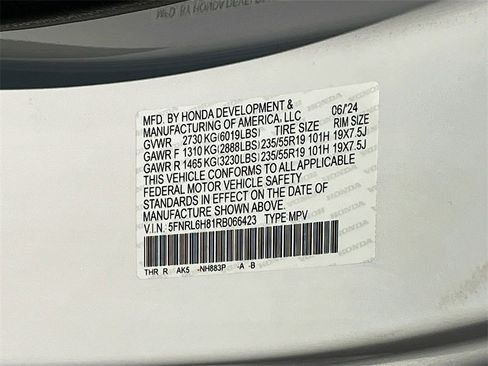 MFD. BY HONDA DEVELOPMENT &
MANUFACTURING OF AMERICA, LLC 06/'24
GVWR 2730 KG(6019LBS) TIRE SIZE RIM SIZE
GAWR F 1310 KG(2888LBS) 235/55R19 101H 19X7.5J
GAWR R 1465 KG(3230LBS) 235/55R19 101H 19X7.5J
THIS VEHICLE CONFORMS TO ALL APPLICABLE
FEDERAL MOTOR VEHICLE SAFETY
STANDARDS IN EFFECT ON THE DATE OF
MANUFACTURE SHOWN ABOVE.
V.I.N.: 5FNRL6H81RB066423 TYPE MPV
THR R AK5 -NH883P -A -B